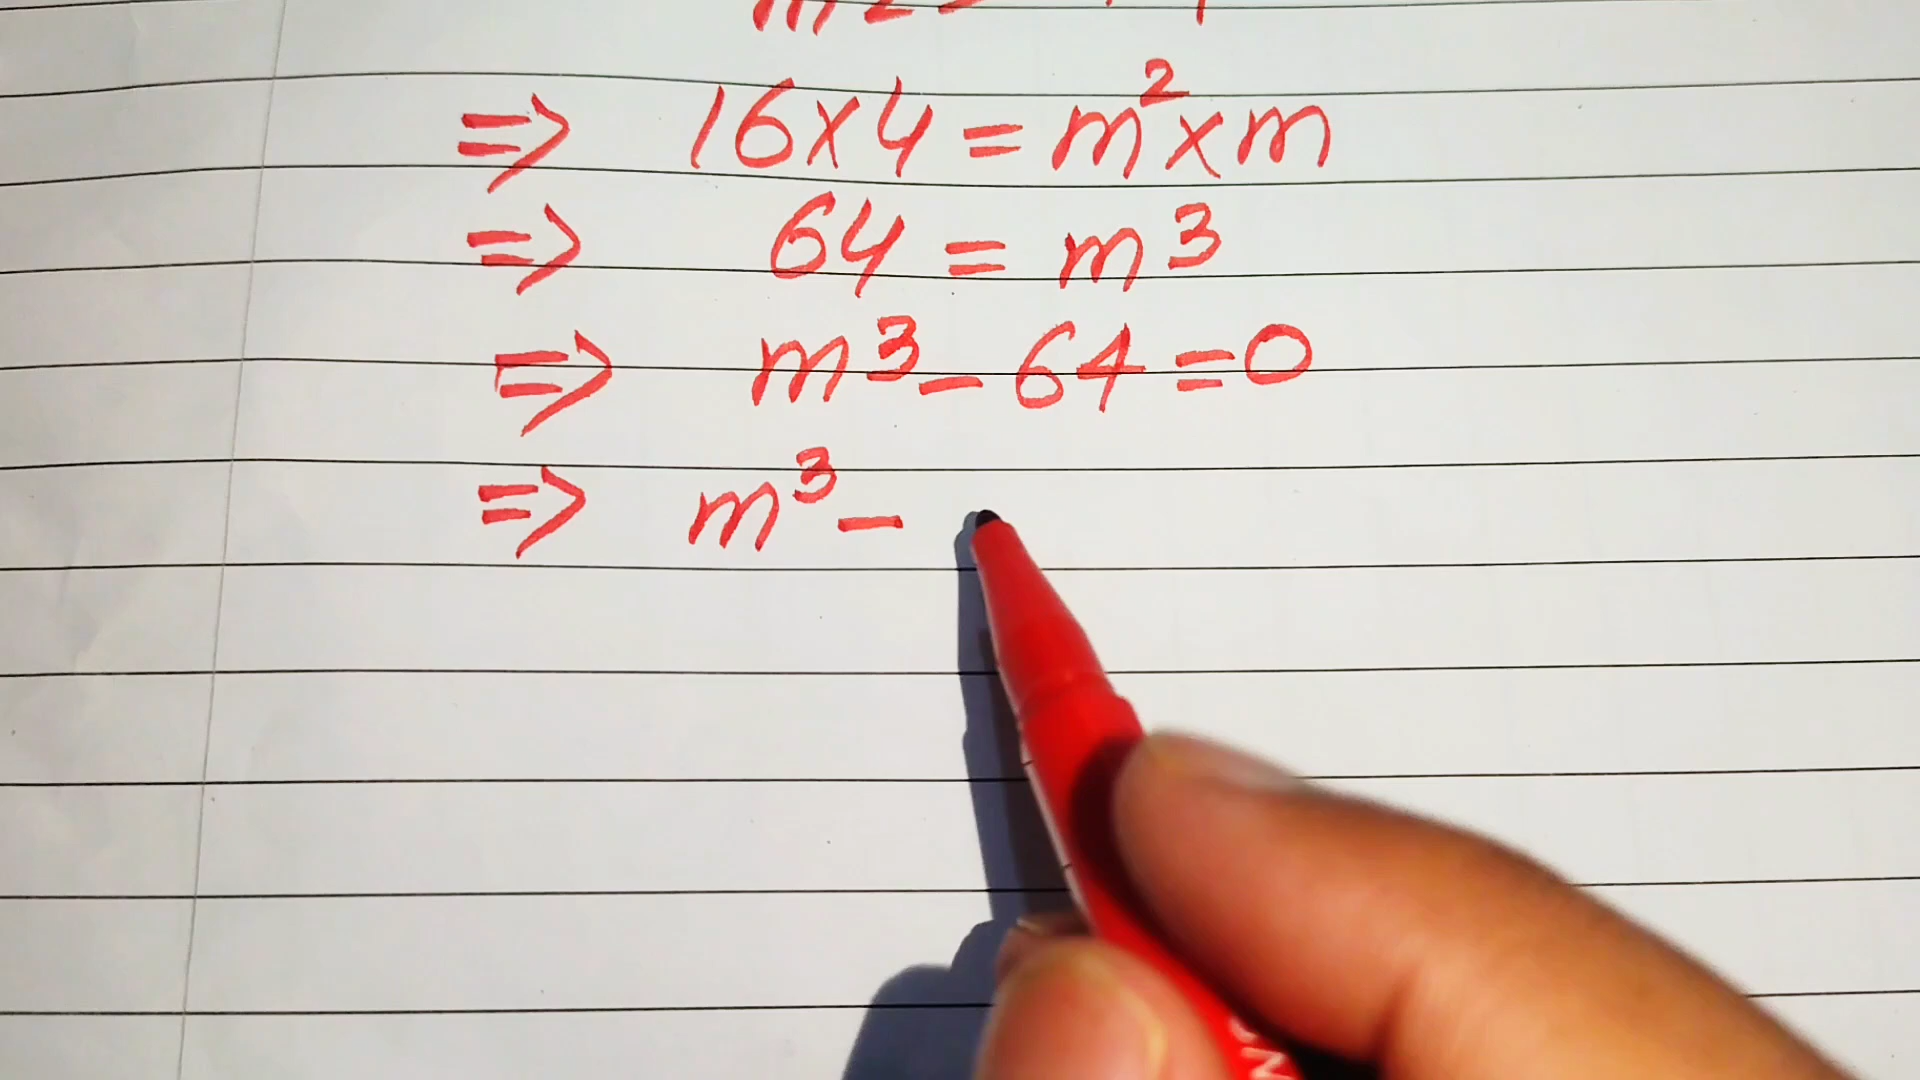 => 16×4 = m²×m
=> 64 = m³
=> m³ - 64 = 0
=> m³ -